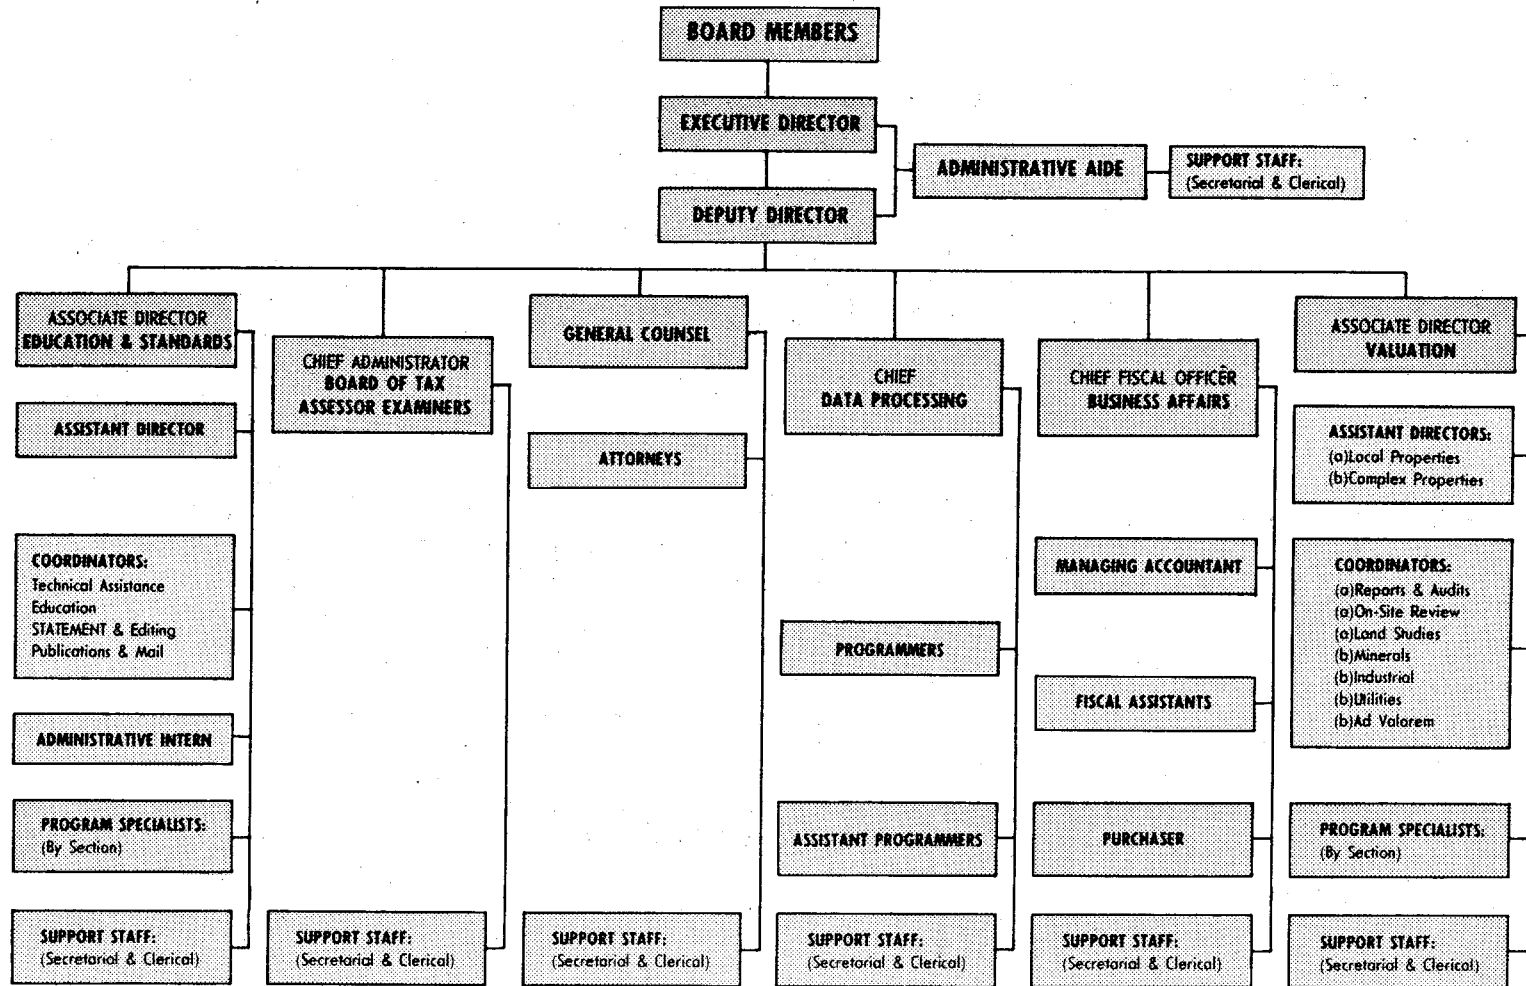 BOARD MEMBERS
EXECUTIVE DIRECTOR
ADMINISTRATIVE AIDE
SUPPORT STAFF:
(Secretarial & Clerical)
DEPUTY DIRECTOR
ASSOCIATE DIRECTOR
EDUCATION & STANDARDS
ASSISTANT DIRECTOR
COORDINATORS:
Technical Assistance
Education
STATEMENT & Editing
Publications & Mail
ADMINISTRATIVE INTERN
PROGRAM SPECIALISTS:
(By Section)
SUPPORT STAFF:
(Secretarial & Clerical)
CHIEF ADMINISTRATOR
BOARD OF TAX
ASSESSOR EXAMINERS
SUPPORT STAFF:
(Secretarial & Clerical)
GENERAL COUNSEL
ATTORNEYS
SUPPORT STAFF:
(Secretarial & Clerical)
CHIEF
DATA PROCESSING
PROGRAMMERS
ASSISTANT PROGRAMMERS
SUPPORT STAFF:
(Secretarial & Clerical)
CHIEF FISCAL OFFICER
BUSINESS AFFAIRS
MANAGING ACCOUNTANT
FISCAL ASSISTANTS
PURCHASER
SUPPORT STAFF:
(Secretarial & Clerical)
ASSOCIATE DIRECTOR
VALUATION
ASSISTANT DIRECTORS:
(a)Local Properties
(b)Complex Properties
COORDINATORS:
(a)Reports & Audits
(a)On-Site Review
(a)Land Studies
(b)Minerals
(b)Industrial
(b)Utilities
(b)Ad Valorem
PROGRAM SPECIALISTS:
(By Section)
SUPPORT STAFF:
(Secretarial & Clerical)